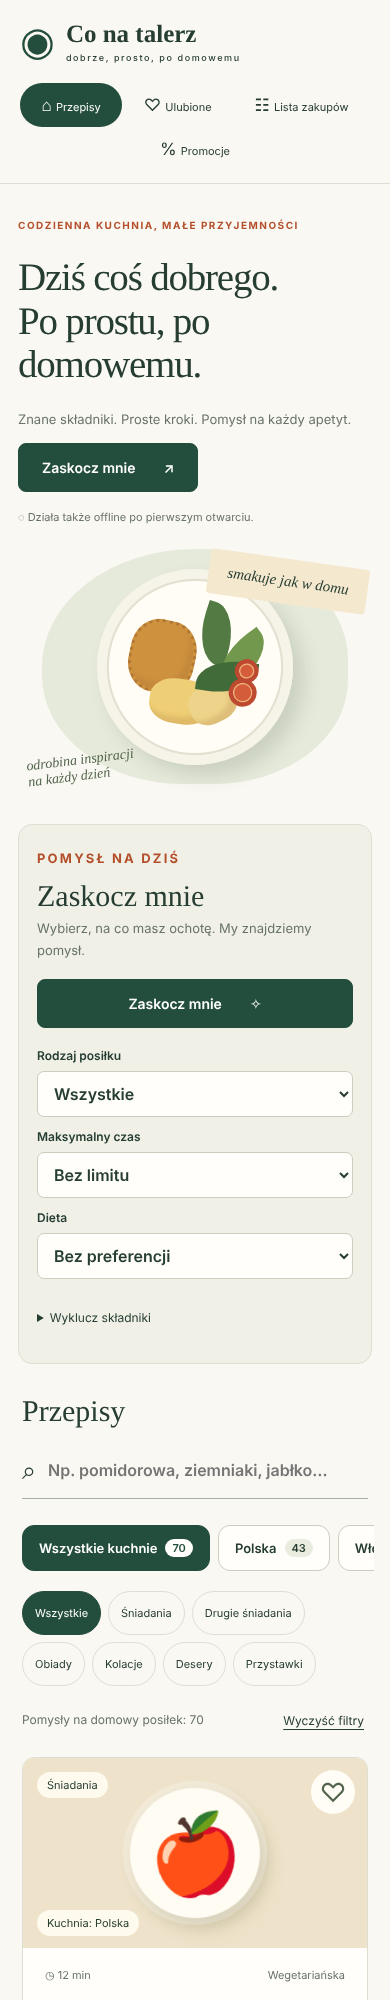 Co na talerz
dobrze, prosto, po domowemu
Przepisy
Ulubione
Lista zakupów
% Promocje
CODZIENNA KUCHNIA, MAŁE PRZYJEMNOŚCI
Dziś coś dobrego.
Po prostu, po
domowemu.
Znane składniki. Proste kroki. Pomysł na każdy apetyt.
Zaskocz mnie ↗
Działa także offline po pierwszym otwarciu.
smakuje jak w domu
odrobina inspiracji
na każdy dzień
POMYSŁ NA DZIŚ
Zaskocz mnie
Wybierz, na co masz ochotę. My znajdziemy
pomysł.
Zaskocz mnie ✧
Rodzaj posiłku
Wszystkie
Maksymalny czas
Bez limitu
Dieta
Bez preferencji
Wyklucz składniki
Przepisy
Np. pomidorowa, ziemniaki, jabłko…
Wszystkie kuchnie 70
Polska 43
Wło
Wszystkie
Śniadania
Drugie śniadania
Obiady
Kolacje
Desery
Przystawki
Pomysły na domowy posiłek: 70
Wyczyść filtry
Śniadania
Kuchnia: Polska
12 min
Wegetariańska